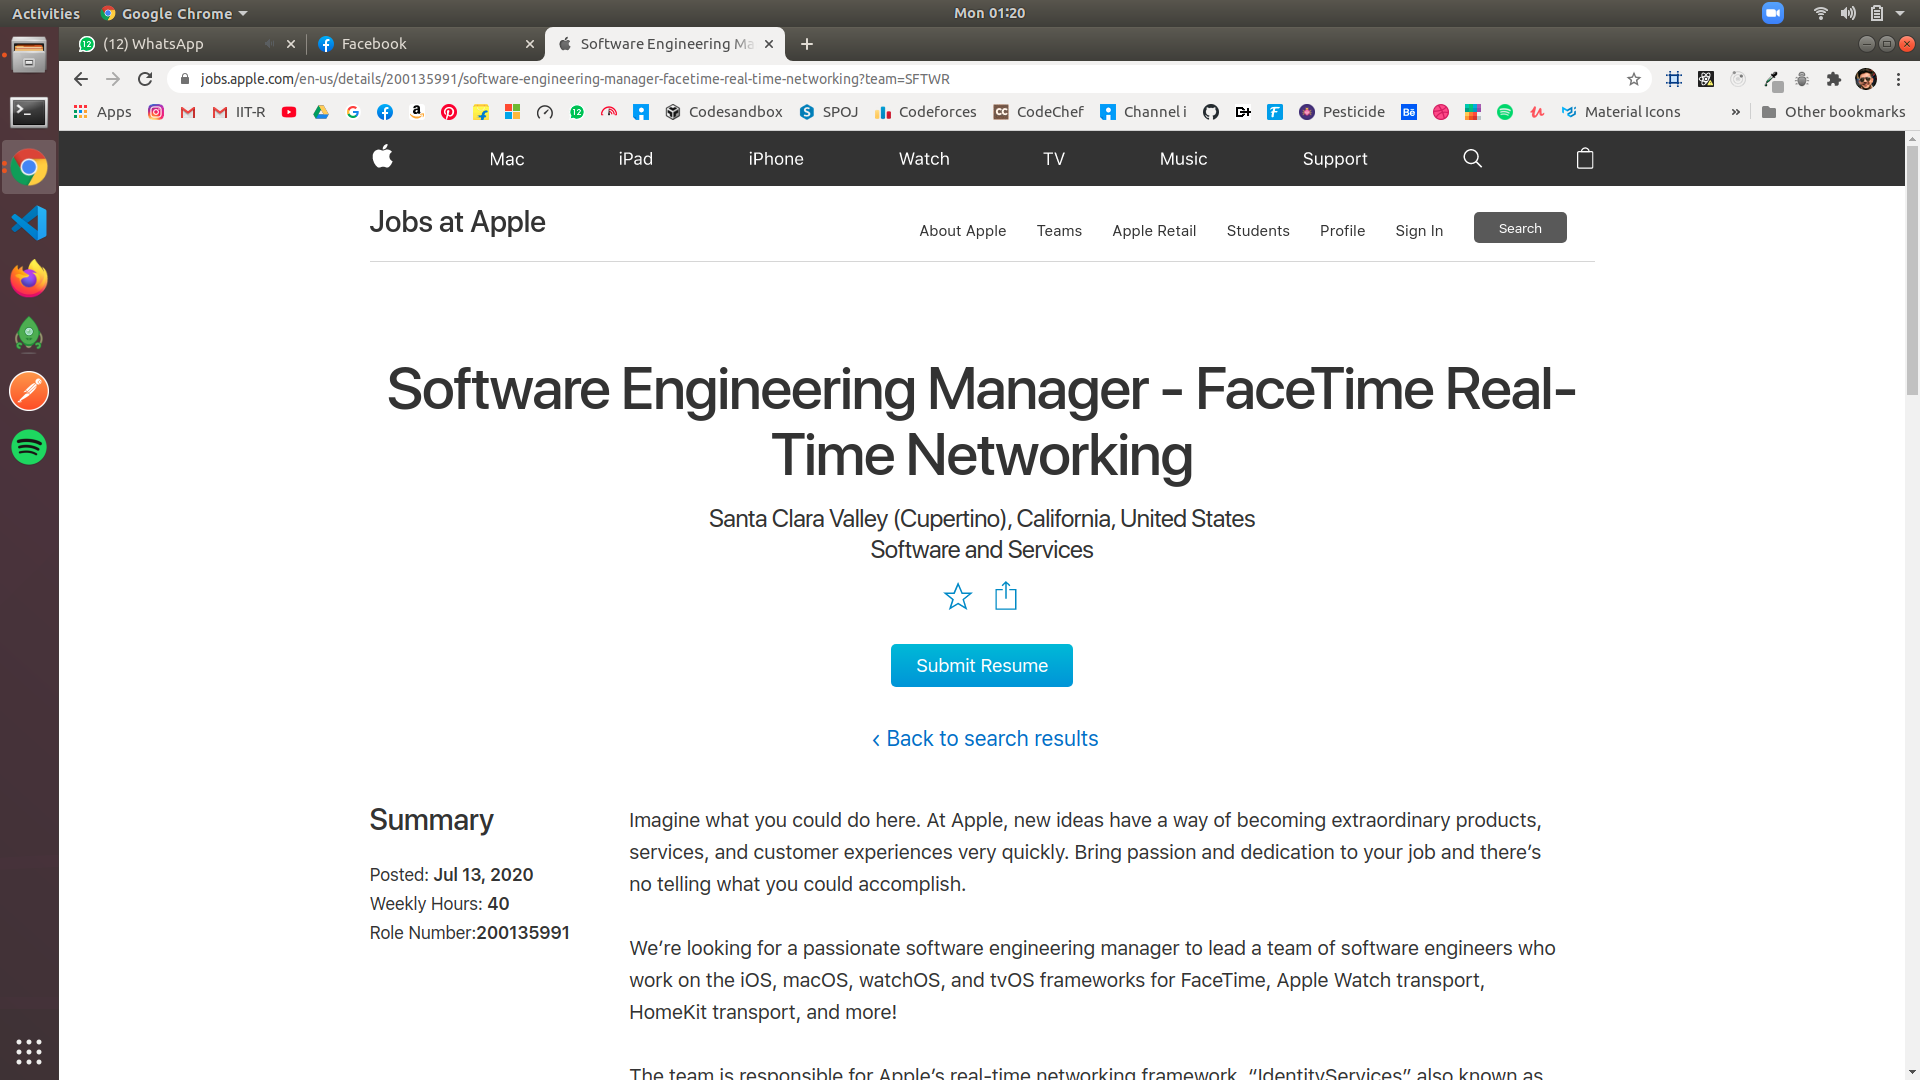 Activities
Google Chrome
Mon 01:20
(12) WhatsApp
Facebook
Software Engineering Ma
jobs.apple.com/en-us/details/200135991/software-engineering-manager-facetime-real-time-networking?team=SFTWR
Apps
IIT-R
Codesandbox
SPOJ
Codeforces
CodeChef
Channel i
Pesticide
Material Icons
»
Other bookmarks
Mac
iPad
iPhone
Watch
TV
Music
Support
Jobs at Apple
About Apple
Teams
Apple Retail
Students
Profile
Sign In
Search
Software Engineering Manager - FaceTime Real-
Time Networking
Santa Clara Valley (Cupertino), California, United States
Software and Services
Submit Resume
‹ Back to search results
Summary
Posted: Jul 13, 2020
Weekly Hours: 40
Role Number:200135991
Imagine what you could do here. At Apple, new ideas have a way of becoming extraordinary products,
services, and customer experiences very quickly. Bring passion and dedication to your job and there's
no telling what you could accomplish.
We're looking for a passionate software engineering manager to lead a team of software engineers who
work on the iOS, macOS, watchOS, and tvOS frameworks for FaceTime, Apple Watch transport,
HomeKit transport, and more!
The team is responsible for Apple's real-time networking framework, "IdentityServices" also known as